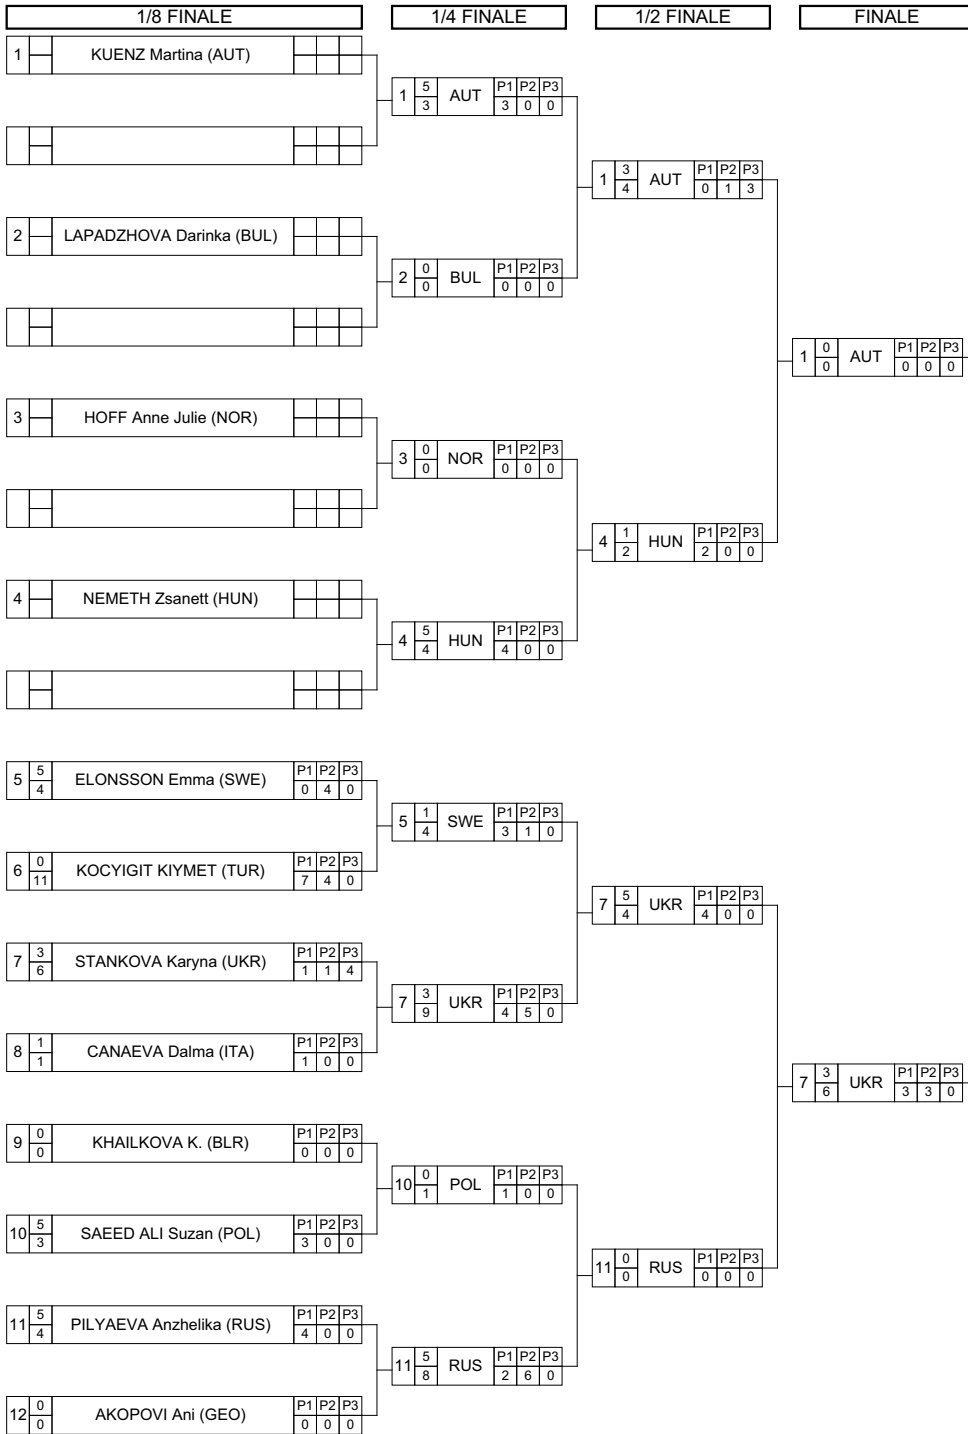 1/8 FINALE 1/4 FINALE 1/2 FINALE FINALE
1 KUENZ Martina (AUT)
1 5 3 AUT P1 P2 P3 3 0 0
1 3 4 AUT P1 P2 P3 0 1 3
2 LAPADZHOVA Darinka (BUL)
2 0 0 BUL P1 P2 P3 0 0 0
1 0 0 AUT P1 P2 P3 0 0 0
3 HOFF Anne Julie (NOR)
3 0 0 NOR P1 P2 P3 0 0 0
4 1 2 HUN P1 P2 P3 2 0 0
4 NEMETH Zsanett (HUN)
4 5 4 HUN P1 P2 P3 4 0 0
5 5 4 ELONSSON Emma (SWE) P1 P2 P3 0 4 0
5 1 4 SWE P1 P2 P3 3 1 0
6 0 11 KOCYIGIT KIYMET (TUR) P1 P2 P3 7 4 0
7 5 4 UKR P1 P2 P3 4 0 0
7 3 6 STANKOVA Karyna (UKR) P1 P2 P3 1 1 4
7 3 9 UKR P1 P2 P3 4 5 0
8 1 1 CANAEVA Dalma (ITA) P1 P2 P3 1 0 0
7 3 6 UKR P1 P2 P3 3 3 0
9 0 0 KHAILKOVA K. (BLR) P1 P2 P3 0 0 0
10 0 1 POL P1 P2 P3 1 0 0
10 5 3 SAEED ALI Suzan (POL) P1 P2 P3 3 0 0
11 0 0 RUS P1 P2 P3 0 0 0
11 5 4 PILYAEVA Anzhelika (RUS) P1 P2 P3 4 0 0
11 5 8 RUS P1 P2 P3 2 6 0
12 0 0 AKOPOVI Ani (GEO) P1 P2 P3 0 0 0